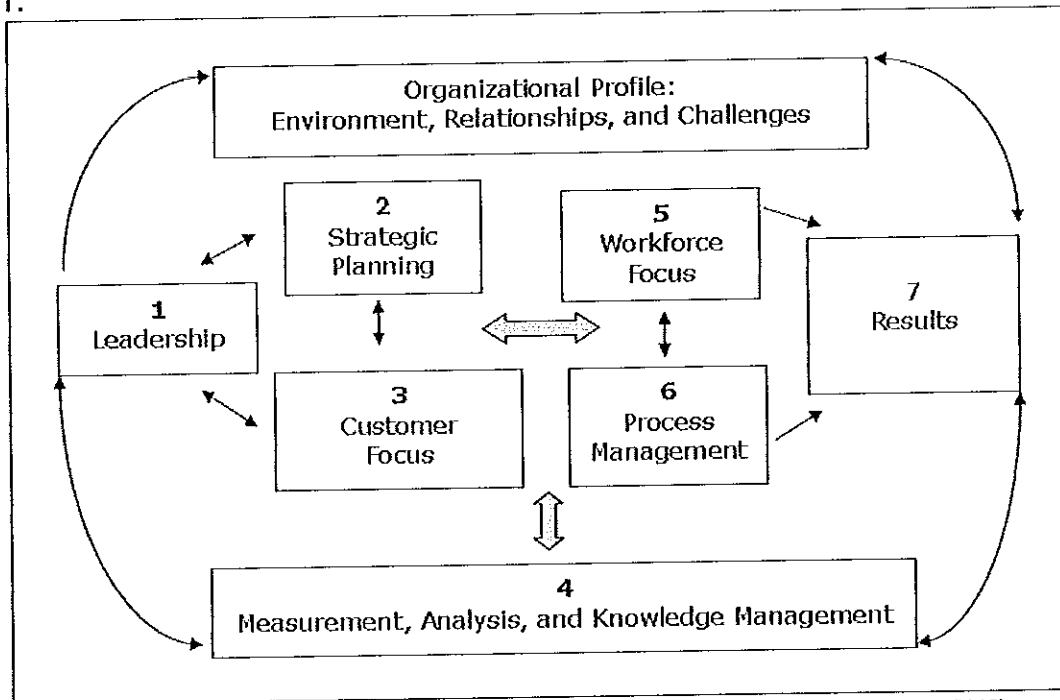 1.
Organizational Profile:
Environment, Relationships, and Challenges
2
Strategic
Planning
5
Workforce
Focus
1
Leadership
7
Results
3
Customer
Focus
6
Process
Management
4
Measurement, Analysis, and Knowledge Management